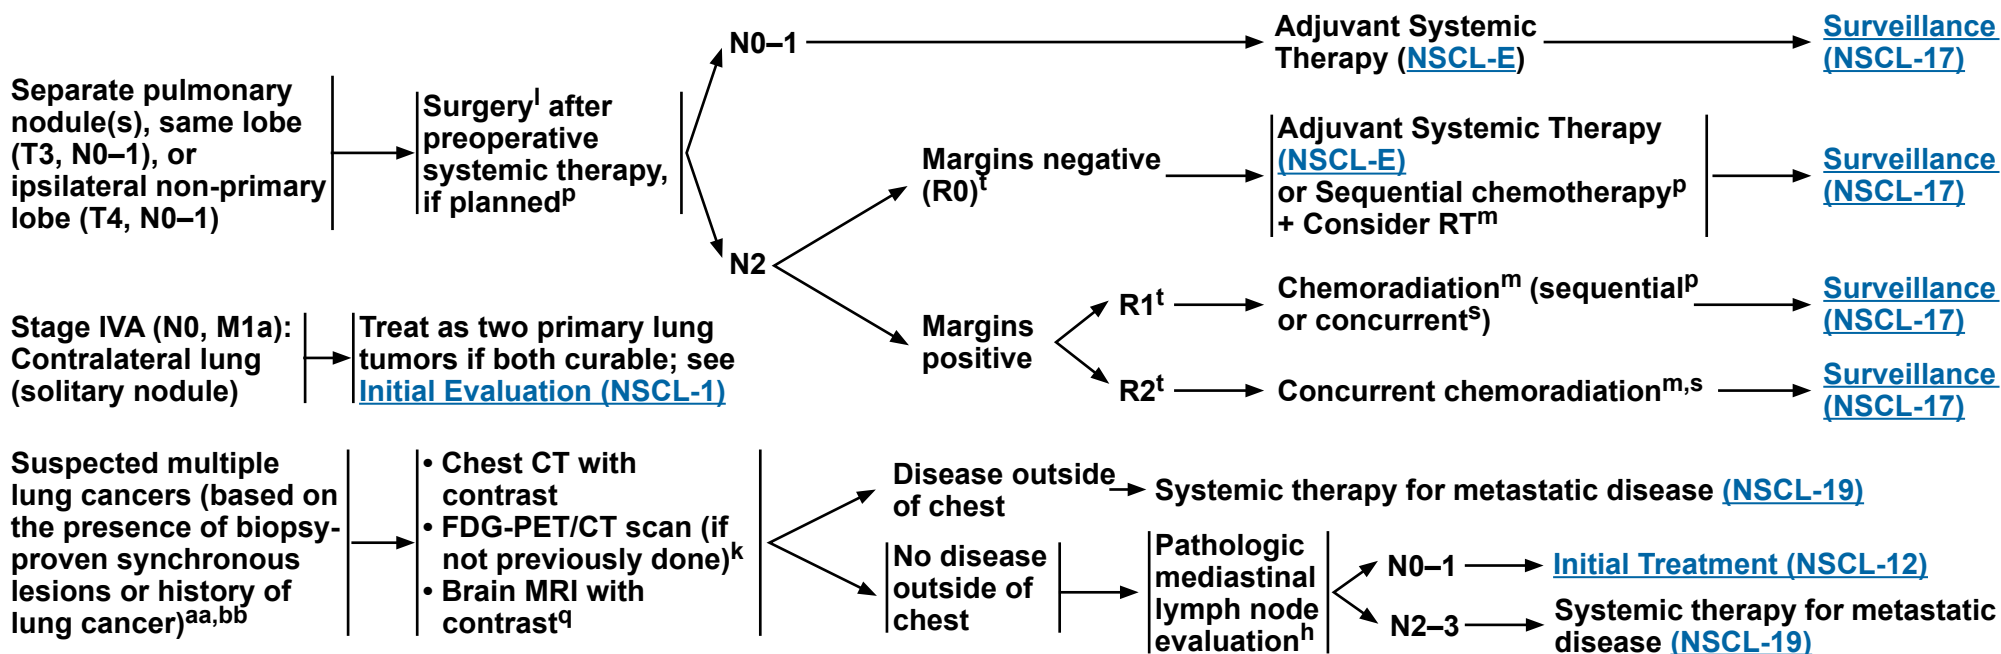 Separate pulmonary
nodule(s), same lobe
(T3, N0–1), or
ipsilateral non-primary
lobe (T4, N0–1)
Surgeryl after
preoperative
systemic therapy,
if plannedp
N0–1
Adjuvant Systemic
Therapy (NSCL-E)
Surveillance
(NSCL-17)
N2
Margins negative
(R0)t
Adjuvant Systemic Therapy
(NSCL-E)
or Sequential chemotherapyp
+ Consider RTm
Surveillance
(NSCL-17)
Margins
positive
R1t
Chemoradiationm (sequentialp
or concurrents)
Surveillance
(NSCL-17)
R2t
Concurrent chemoradiationm,s
Surveillance
(NSCL-17)
Stage IVA (N0, M1a):
Contralateral lung
(solitary nodule)
Treat as two primary lung
tumors if both curable; see
Initial Evaluation (NSCL-1)
Suspected multiple
lung cancers (based on
the presence of biopsy-
proven synchronous
lesions or history of
lung cancer)aa,bb
• Chest CT with
contrast
• FDG-PET/CT scan (if
not previously done)k
• Brain MRI with
contrastq
Disease outside
of chest
Systemic therapy for metastatic disease (NSCL-19)
No disease
outside of
chest
Pathologic
mediastinal
lymph node
evaluationh
N0–1
Initial Treatment (NSCL-12)
N2–3
Systemic therapy for metastatic
disease (NSCL-19)